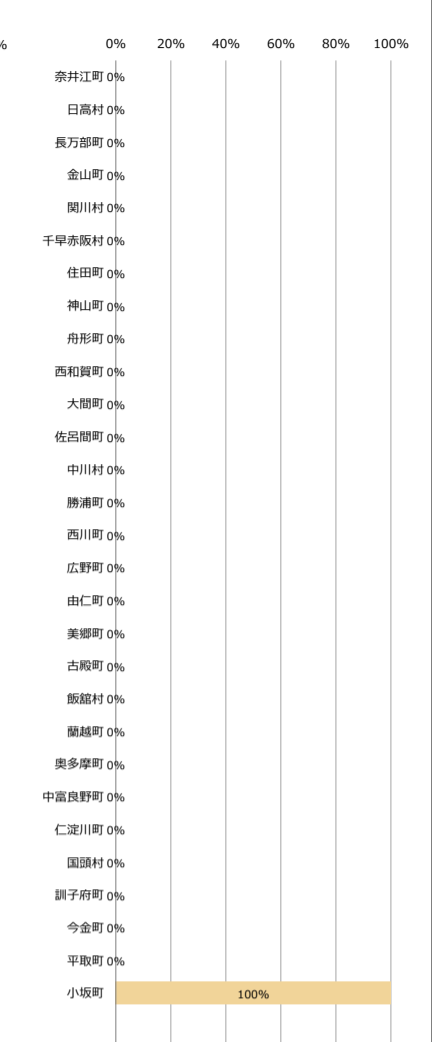 %
0% 20% 40% 60% 80% 100%
奈井江町 0%
日高村 0%
長万部町 0%
金山町 0%
関川村 0%
千早赤阪村 0%
住田町 0%
神山町 0%
舟形町 0%
西和賀町 0%
大間町 0%
佐呂間町 0%
中川村 0%
勝浦町 0%
西川町 0%
広野町 0%
由仁町 0%
美郷町 0%
古殿町 0%
飯舘村 0%
蘭越町 0%
奥多摩町 0%
中富良野町 0%
仁淀川町 0%
国頭村 0%
訓子府町 0%
今金町 0%
平取町 0%
小坂町 100%